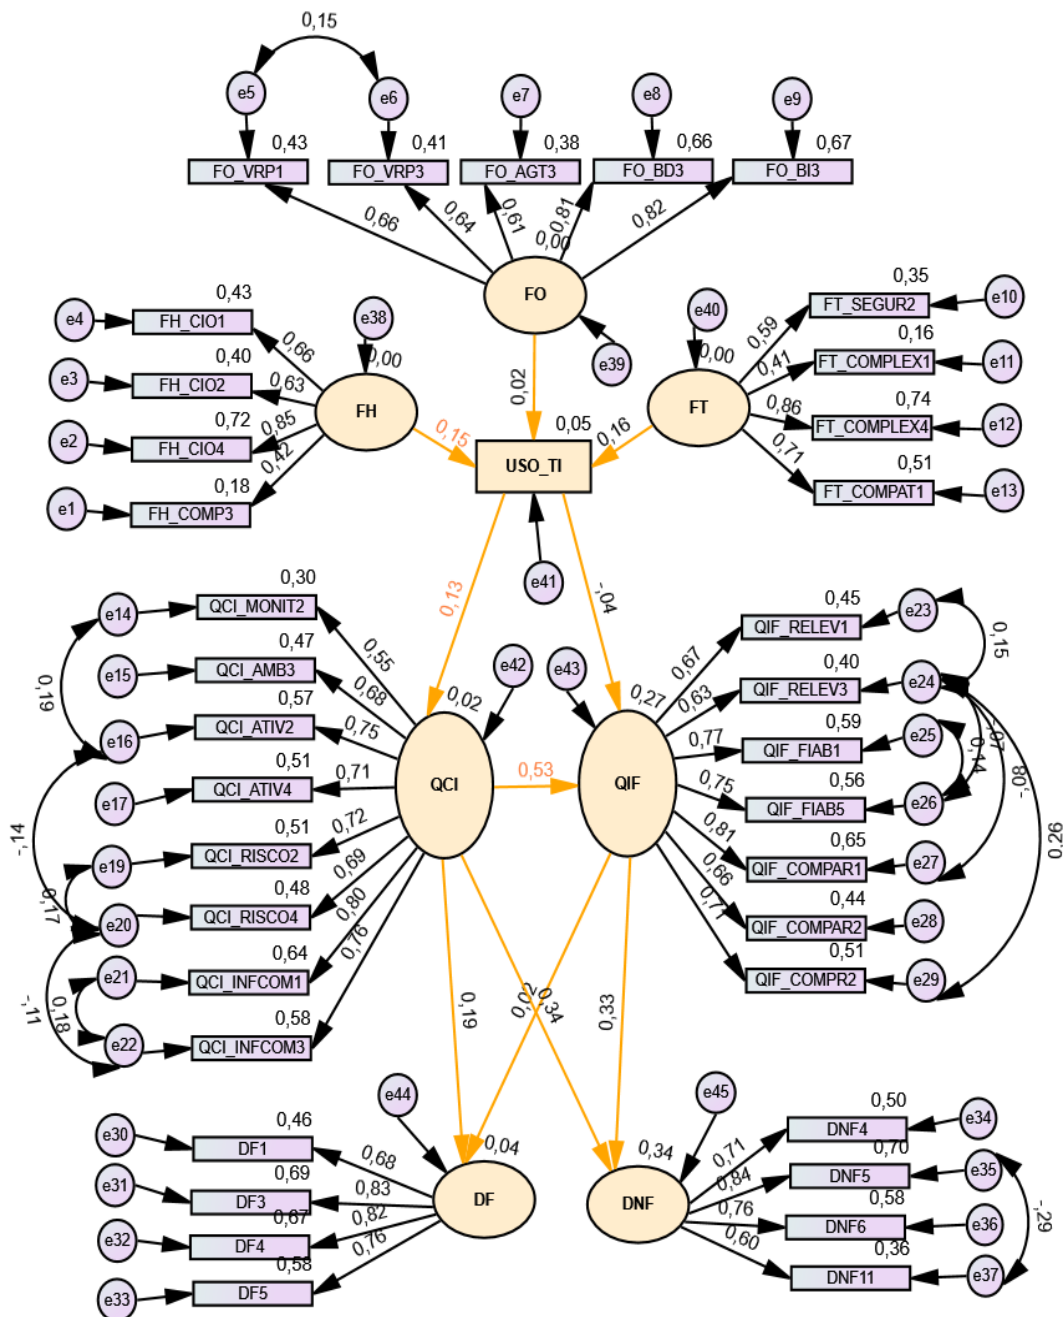 0,15
e5
e6
e7
e8
e9
0,43
0,41
0,38
0,66
0,67
FO_VRP1
FO_VRP3
FO_AGT3
FO_BD3
FO_BI3
0,66
0,64
0,61
0,81
0,82
0,00
FO
e39
e4
0,43
FH_CIO1
e3
0,40
FH_CIO2
e2
0,72
FH_CIO4
e1
0,18
FH_COMP3
0,66
0,63
0,85
0,42
e38
0,00
FH
e40
0,00
FT
0,59
0,41
0,86
0,71
0,35
FT_SEGUR2
e10
0,16
FT_COMPLEX1
e11
0,74
FT_COMPLEX4
e12
0,51
FT_COMPAT1
e13
0,15
0,02
0,16
0,05
USO_TI
e41
0,13
-,04
e14
0,30
QCI_MONIT2
e15
0,47
QCI_AMB3
e16
0,57
QCI_ATIV2
e17
0,51
QCI_ATIV4
e19
0,51
QCI_RISCO2
e20
0,48
QCI_RISCO4
e21
0,64
QCI_INFCOM1
e22
0,58
QCI_INFCOM3
0,19
-,14
0,17
-,11
0,18
0,55
0,68
0,75
0,71
0,72
0,69
0,80
0,76
e42
0,02
QCI
0,53
e43
0,27
QIF
0,67
0,63
0,77
0,75
0,81
0,66
0,71
0,45
QIF_RELEV1
e23
0,40
QIF_RELEV3
e24
0,59
QIF_FIAB1
e25
0,56
QIF_FIAB5
e26
0,65
QIF_COMPAR1
e27
0,44
QIF_COMPAR2
e28
0,51
QIF_COMPR2
e29
0,15
-,07
0,14
-,08
0,26
0,19
0,02
0,34
0,33
e44
0,04
DF
e45
0,34
DNF
e30
0,46
DF1
e31
0,69
DF3
e32
0,67
DF4
e33
0,58
DF5
0,68
0,83
0,82
0,76
0,71
0,84
0,76
0,60
0,50
DNF4
e34
0,70
DNF5
e35
0,58
DNF6
e36
0,36
DNF11
e37
-,29